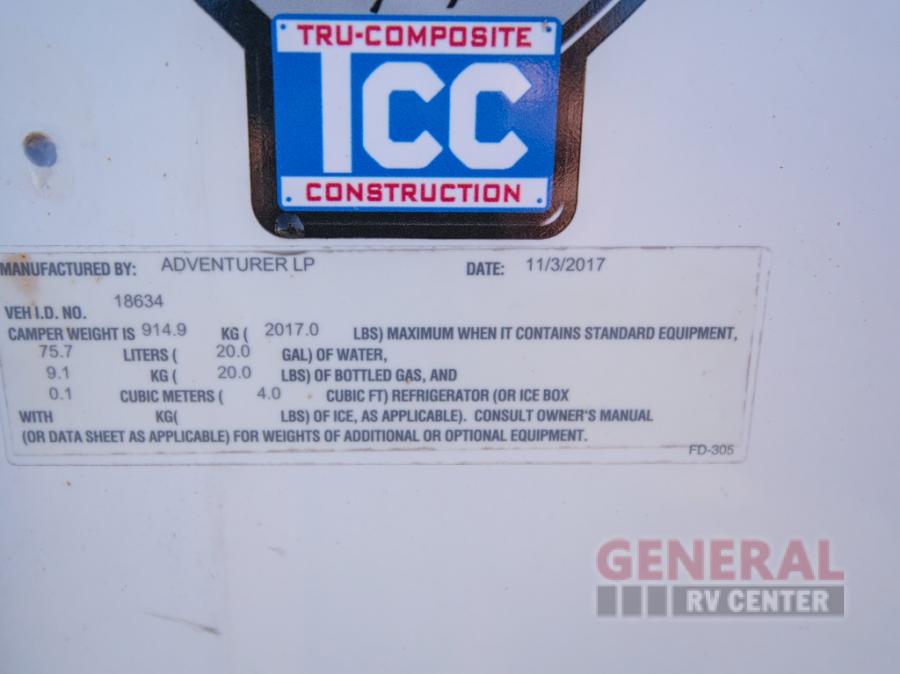 TRU-COMPOSITE
TCC
CONSTRUCTION
MANUFACTURED BY: ADVENTURER LP DATE: 11/3/2017
VEH I.D. NO. 18634
CAMPER WEIGHT IS 914.9 KG ( 2017.0 LBS) MAXIMUM WHEN IT CONTAINS STANDARD EQUIPMENT,
75.7 LITERS ( 20.0 GAL) OF WATER,
9.1 KG ( 20.0 LBS) OF BOTTLED GAS, AND
0.1 CUBIC METERS ( 4.0 CUBIC FT) REFRIGERATOR (OR ICE BOX
WITH KG( LBS) OF ICE, AS APPLICABLE). CONSULT OWNER'S MANUAL
(OR DATA SHEET AS APPLICABLE) FOR WEIGHTS OF ADDITIONAL OR OPTIONAL EQUIPMENT.
FD-305
GENERAL
RV CENTER